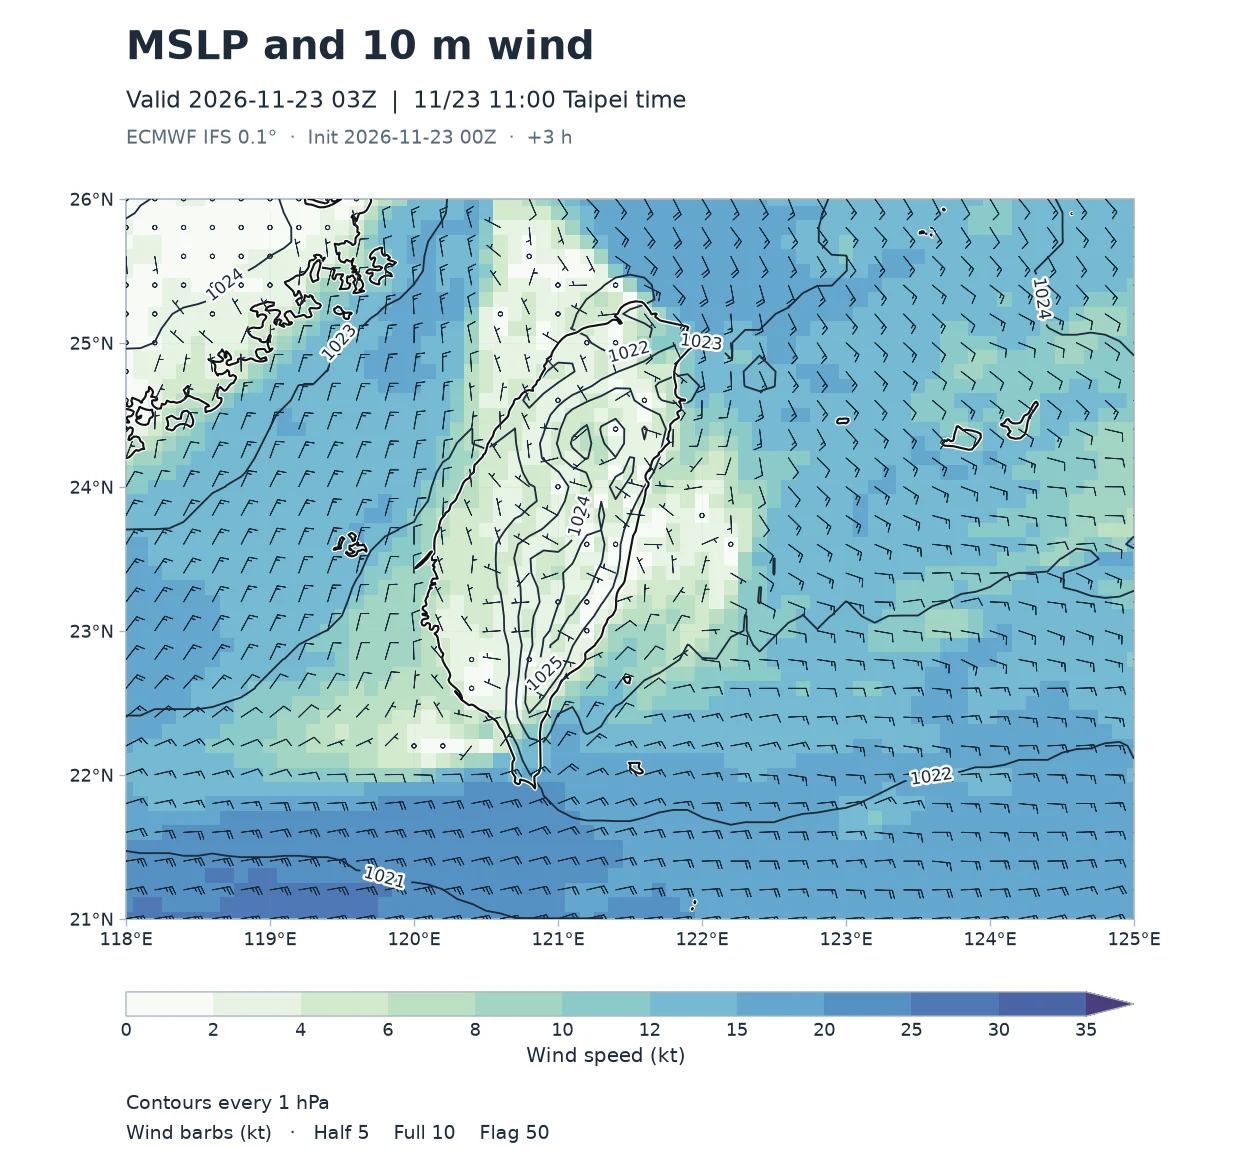 MSLP and 10 m wind
Valid 2026-11-23 03Z | 11/23 11:00 Taipei time
ECMWF IFS 0.1° · Init 2026-11-23 00Z · +3 h
26°N
25°N
24°N
23°N
22°N
21°N
1024
1023
1022
1023
1024
1024
1025
1022
1021
118°E 119°E 120°E 121°E 122°E 123°E 124°E 125°E
0 2 4 6 8 10 12 15 20 25 30 35
Wind speed (kt)
Contours every 1 hPa
Wind barbs (kt) · Half 5 Full 10 Flag 50